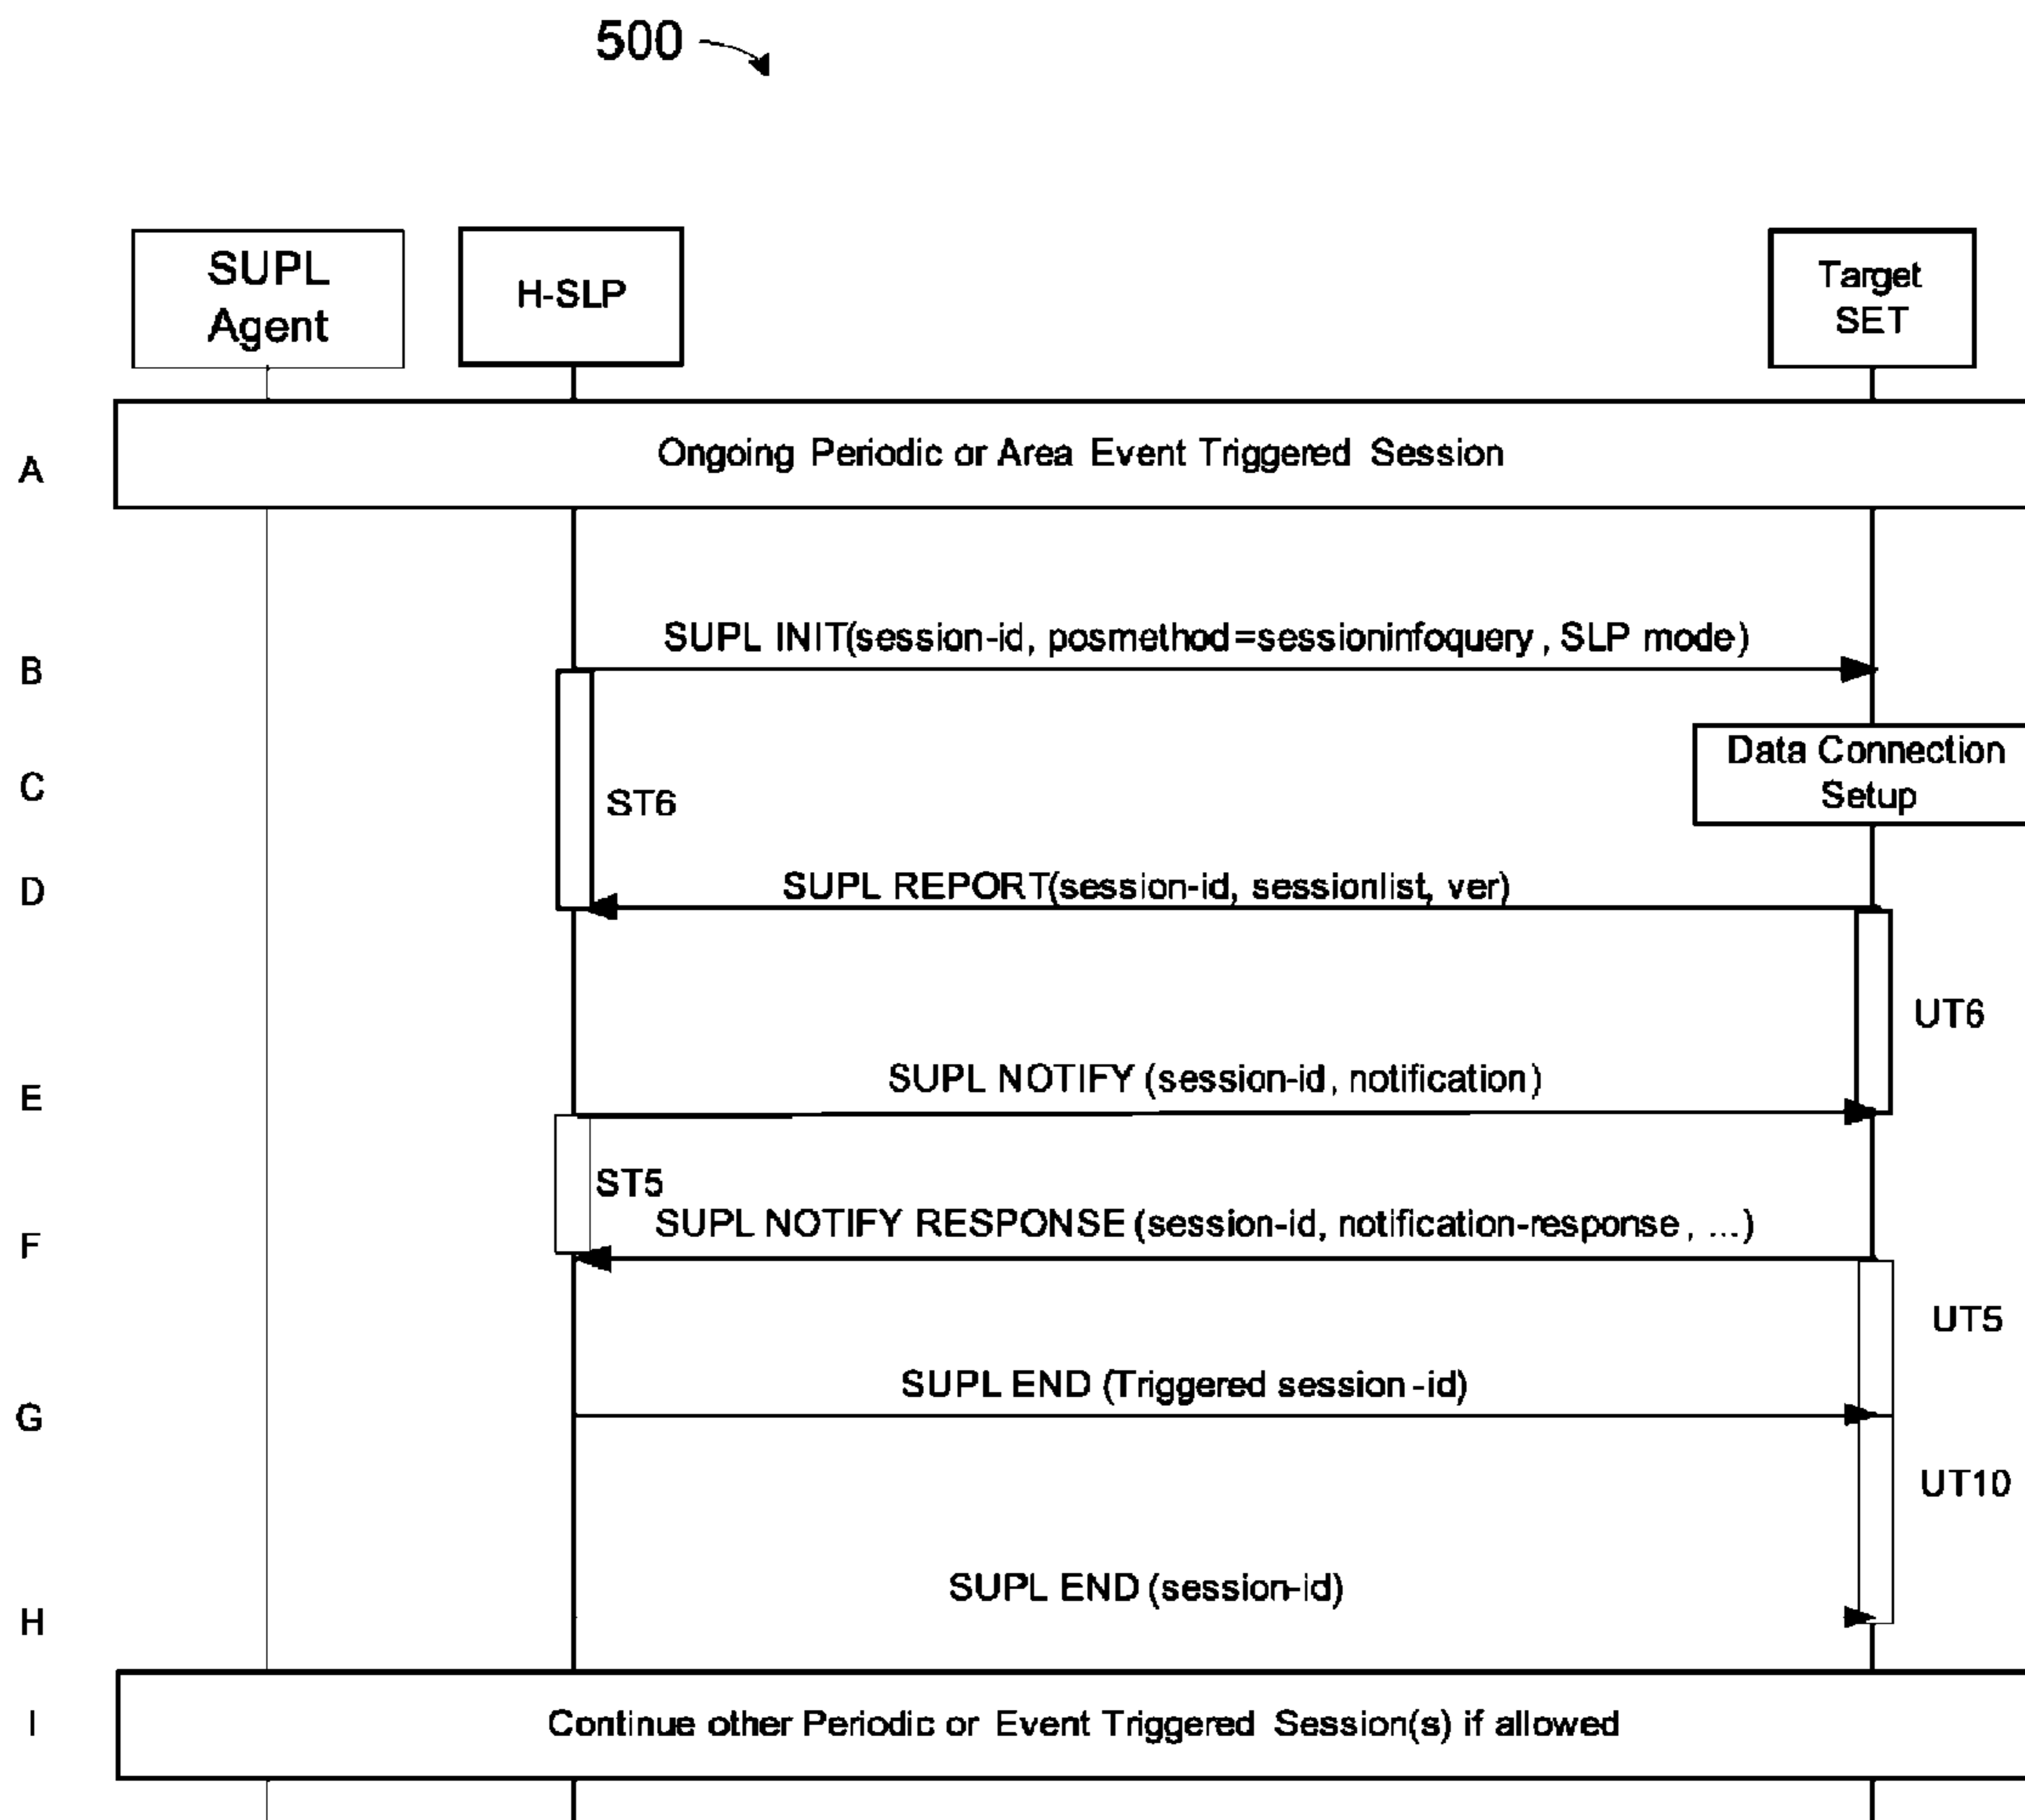 500
SUPL
Agent
H-SLP
Target
SET
A
Ongoing Periodic or Area Event Triggered Session
SUPL INIT(session-id, posmethod=sessioninfoquery, SLP mode)
B
Data Connection
Setup
C
ST6
SUPL REPORT(session-id, sessionlist, ver)
D
UT6
SUPL NOTIFY (session-id, notification)
E
ST5
SUPL NOTIFY RESPONSE (session-id, notification-response, ...)
F
UT5
SUPL END (Triggered session-id)
G
UT10
SUPL END (session-id)
H
I
Continue other Periodic or Event Triggered Session(s) if allowed